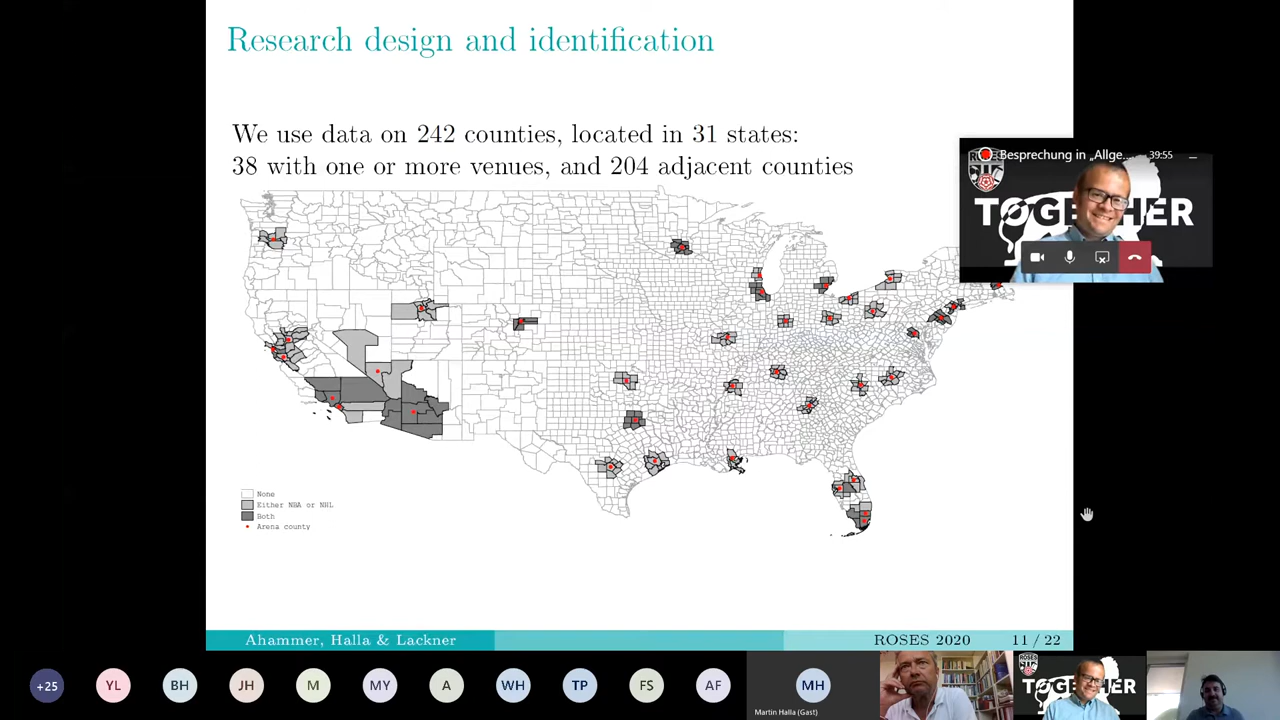 Research design and identification
We use data on 242 counties, located in 31 states:
38 with one or more venues, and 204 adjacent counties
Besprechung in „Allge... 39:55
TOGETHER
None
Either NBA or NHL
Both
Arena county
Ahammer, Halla & Lackner
ROSES 2020
11 / 22
+25
YL
BH
JH
M
MY
A
WH
TP
FS
AF
MH
Martin Halla (Gast)
TOGETHER